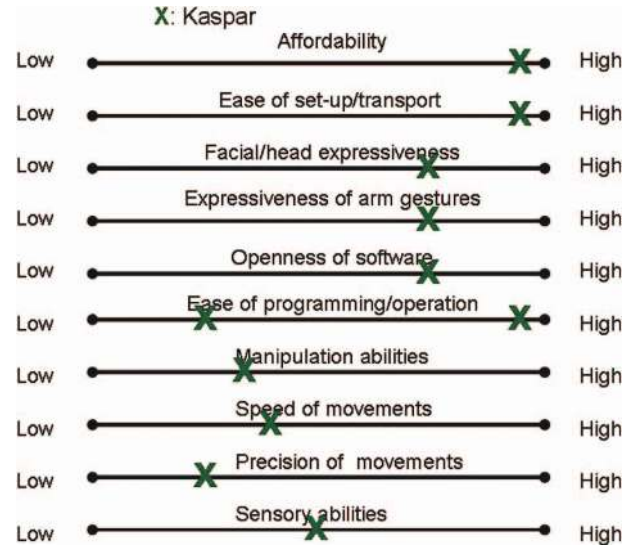 X: Kaspar
Affordability
Low X High
Ease of set-up/transport
Low X High
Facial/head expressiveness
Low X High
Expressiveness of arm gestures
Low X High
Openness of software
Low X High
Ease of programming/operation
Low X X High
Manipulation abilities
Low X High
Speed of movements
Low X High
Precision of movements
Low X High
Sensory abilities
Low X High